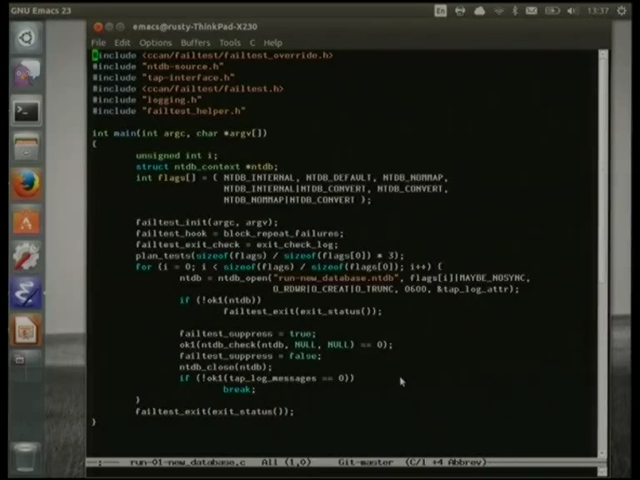 GNU Emacs 23
En
13:37
emacs@rusty-ThinkPad-X230
File Edit Options Buffers Tools C Help
#include <ccan/failtest/failtest_override.h>
#include "ntdb-source.h"
#include "tap-interface.h"
#include <ccan/failtest/failtest.h>
#include "logging.h"
#include "failtest_helper.h"
int main(int argc, char *argv[])
{
unsigned int i;
struct ntdb_context *ntdb;
int flags[] = { NTDB_INTERNAL, NTDB_DEFAULT, NTDB_NOMMAP,
NTDB_INTERNAL|NTDB_CONVERT, NTDB_CONVERT,
NTDB_NOMMAP|NTDB_CONVERT };
failtest_init(argc, argv);
failtest_hook = block_repeat_failures;
failtest_exit_check = exit_check_log;
plan_tests(sizeof(flags) / sizeof(flags[0]) * 3);
for (i = 0; i < sizeof(flags) / sizeof(flags[0]); i++) {
ntdb = ntdb_open("run-new_database.ntdb", flags[i]|MAYBE_NOSYNC,
O_RDWR|O_CREAT|O_TRUNC, 0600, &tap_log_attr);
if (!ok1(ntdb))
failtest_exit(exit_status());
failtest_suppress = true;
ok1(ntdb_check(ntdb, NULL, NULL) == 0);
failtest_suppress = false;
ntdb_close(ntdb);
if (!ok1(tap_log_messages == 0))
break;
}
failtest_exit(exit_status());
}
-:--- run-01-new_database.c All (1,0) Git-master (C/l +4 Abbrev)